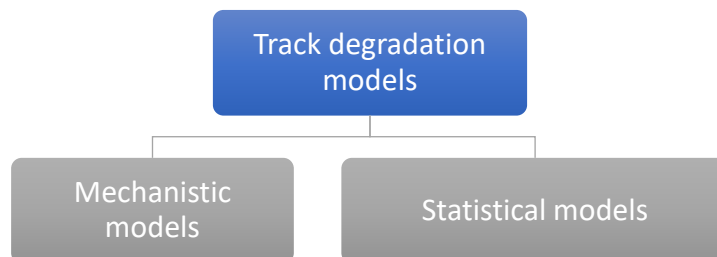 Track degradation
models
Mechanistic
models
Statistical models